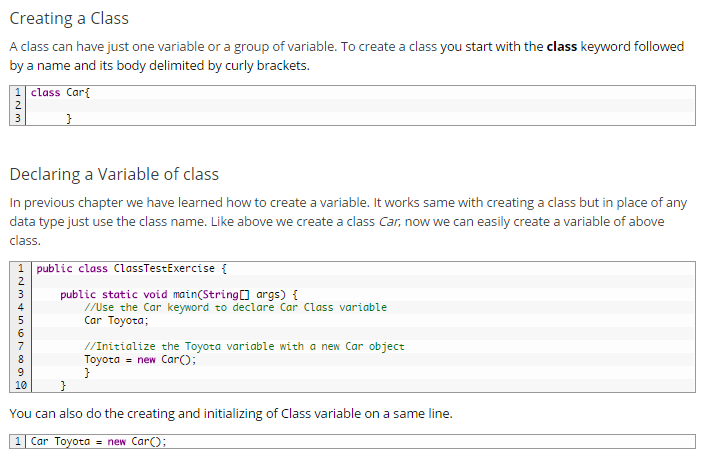 Creating a Class
A class can have just one variable or a group of variable. To create a class you start with the class keyword followed
by a name and its body delimited by curly brackets.
1 class Car{
2
3 }
Declaring a Variable of class
In previous chapter we have learned how to create a variable. It works same with creating a class but in place of any
data type just use the class name. Like above we create a class Car, now we can easily create a variable of above
class.
1 public class ClassTestExercise {
2
3 public static void main(String[] args) {
4 //Use the Car keyword to declare Car Class variable
5 Car Toyota;
6
7 //Initialize the Toyota variable with a new Car object
8 Toyota = new Car();
9 }
10 }
You can also do the creating and initializing of Class variable on a same line.
1 Car Toyota = new Car();